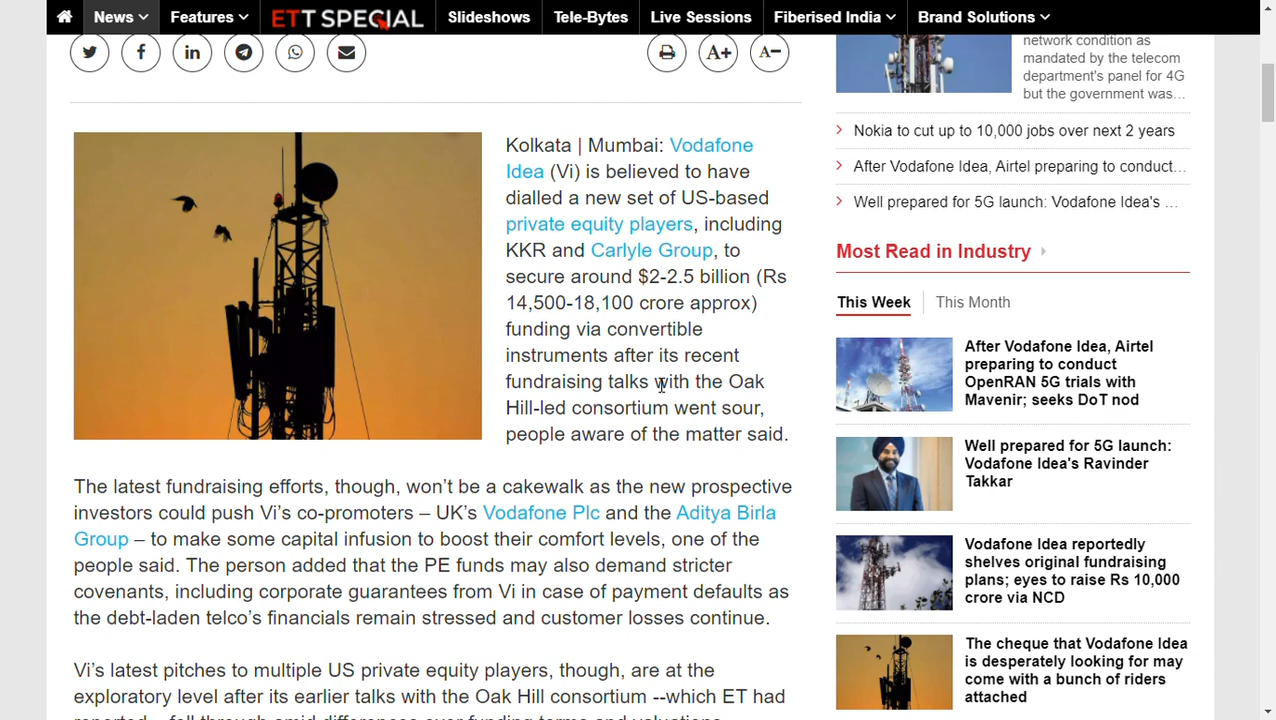 News Features ETT SPECIAL Slideshows Tele-Bytes Live Sessions Fiberised India Brand Solutions
A+ A-
Kolkata | Mumbai: Vodafone
Idea (Vi) is believed to have
dialled a new set of US-based
private equity players, including
KKR and Carlyle Group, to
secure around $2-2.5 billion (Rs
14,500-18,100 crore approx)
funding via convertible
instruments after its recent
fundraising talks with the Oak
Hill-led consortium went sour,
people aware of the matter said.
The latest fundraising efforts, though, won’t be a cakewalk as the new prospective
investors could push Vi’s co-promoters – UK’s Vodafone Plc and the Aditya Birla
Group – to make some capital infusion to boost their comfort levels, one of the
people said. The person added that the PE funds may also demand stricter
covenants, including corporate guarantees from Vi in case of payment defaults as
the debt-laden telco’s financials remain stressed and customer losses continue.
Vi’s latest pitches to multiple US private equity players, though, are at the
exploratory level after its earlier talks with the Oak Hill consortium --which ET had
network condition as
mandated by the telecom
department's panel for 4G
but the government was...
Nokia to cut up to 10,000 jobs over next 2 years
After Vodafone Idea, Airtel preparing to conduct...
Well prepared for 5G launch: Vodafone Idea's ...
Most Read in Industry
This Week This Month
After Vodafone Idea, Airtel
preparing to conduct
OpenRAN 5G trials with
Mavenir; seeks DoT nod
Well prepared for 5G launch:
Vodafone Idea's Ravinder
Takkar
Vodafone Idea reportedly
shelves original fundraising
plans; eyes to raise Rs 10,000
crore via NCD
The cheque that Vodafone Idea
is desperately looking for may
come with a bunch of riders
attached